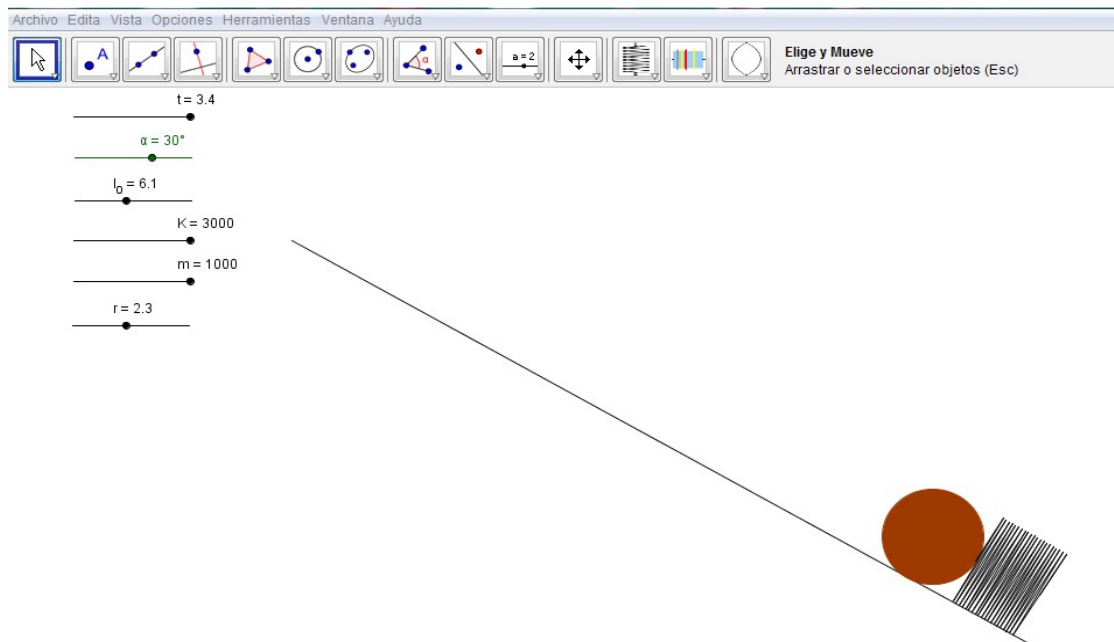 Archivo Edita Vista Opciones Herramientas Ventana Ayuda
A
α
a = 2
Elige y Mueve
Arrastrar o seleccionar objetos (Esc)
t = 3.4
α = 30°
l₀ = 6.1
K = 3000
m = 1000
r = 2.3